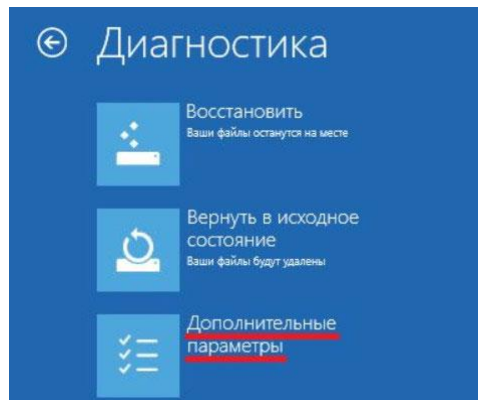 Диагностика
Восстановить
Ваши файлы останутся на месте
Вернуть в исходное
состояние
Ваши файлы будут удалены
Дополнительные
параметры